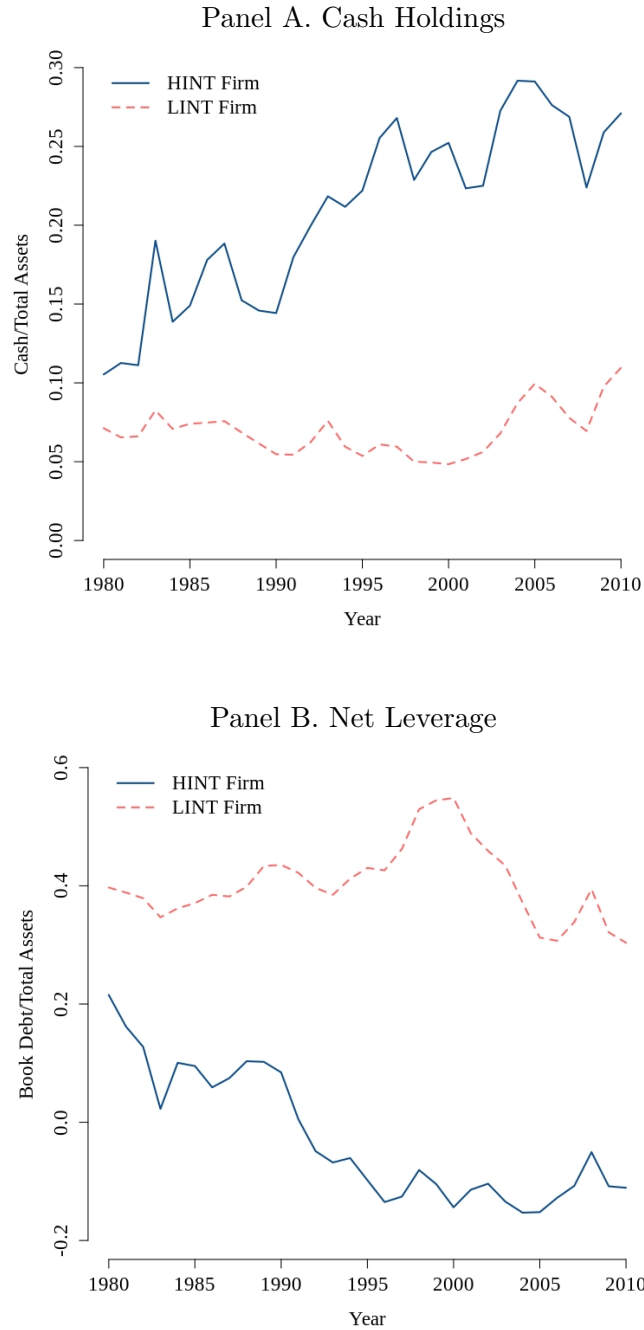 Panel A. Cash Holdings
HINT Firm
LINT Firm
0.30
0.25
0.20
0.15
0.10
0.05
0.00
Cash/Total Assets
1980 1985 1990 1995 2000 2005 2010
Year
Panel B. Net Leverage
HINT Firm
LINT Firm
0.6
0.4
0.2
0.0
-0.2
Book Debt/Total Assets
1980 1985 1990 1995 2000 2005 2010
Year